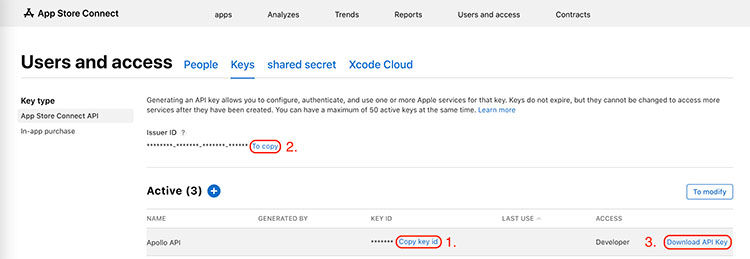 App Store Connect apps Analyzes Trends Reports Users and access Contracts
Users and access People Keys shared secret Xcode Cloud
Key type
App Store Connect API
In-app purchase
Generating an API key allows you to configure, authenticate, and use one or more Apple services for that key. Keys do not expire, but they cannot be changed to access more
services after they have been created. You can have a maximum of 50 active keys at the same time. Learn more
Issuer ID ?
********-*******-*******-****** To copy 2.
Active (3) + To modify
NAME GENERATED BY KEY ID LAST USE ACCESS
Apollo API ******* Copy key id 1. Developer 3. Download API Key